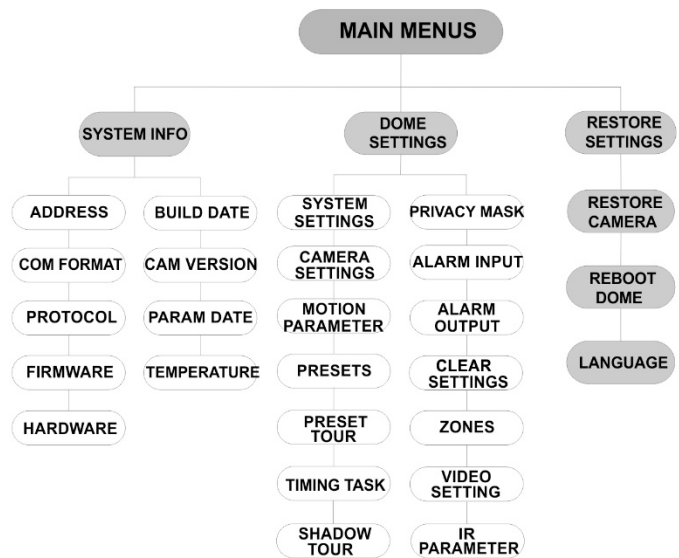 MAIN MENUS
SYSTEM INFO
ADDRESS
COM FORMAT
PROTOCOL
FIRMWARE
HARDWARE
BUILD DATE
CAM VERSION
PARAM DATE
TEMPERATURE
DOME
SETTINGS
SYSTEM
SETTINGS
CAMERA
SETTINGS
MOTION
PARAMETER
PRESETS
PRESET
TOUR
TIMING TASK
SHADOW
TOUR
PRIVACY MASK
ALARM INPUT
ALARM
OUTPUT
CLEAR
SETTINGS
ZONES
VIDEO
SETTING
IR
PARAMETER
RESTORE
SETTINGS
RESTORE
CAMERA
REBOOT
DOME
LANGUAGE